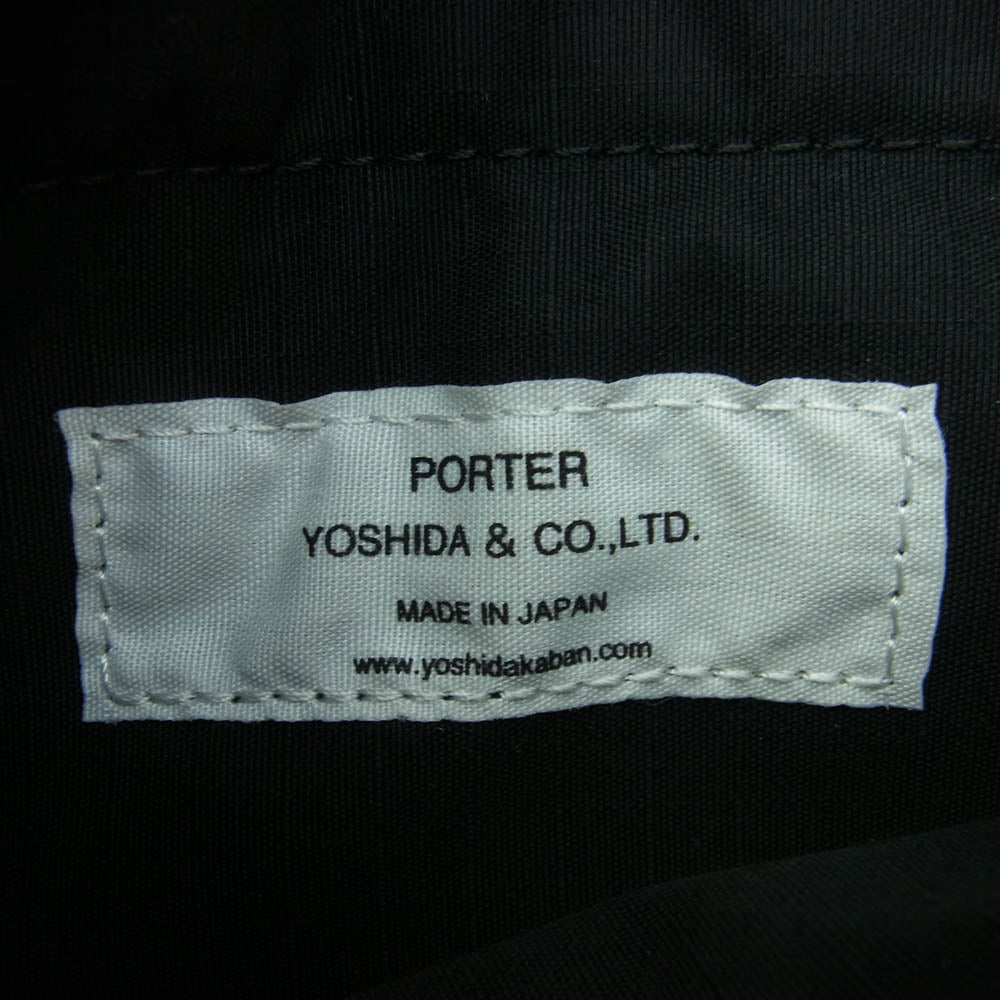 PORTER
YOSHIDA & CO.,LTD.
MADE IN JAPAN
www.yoshidakaban.com